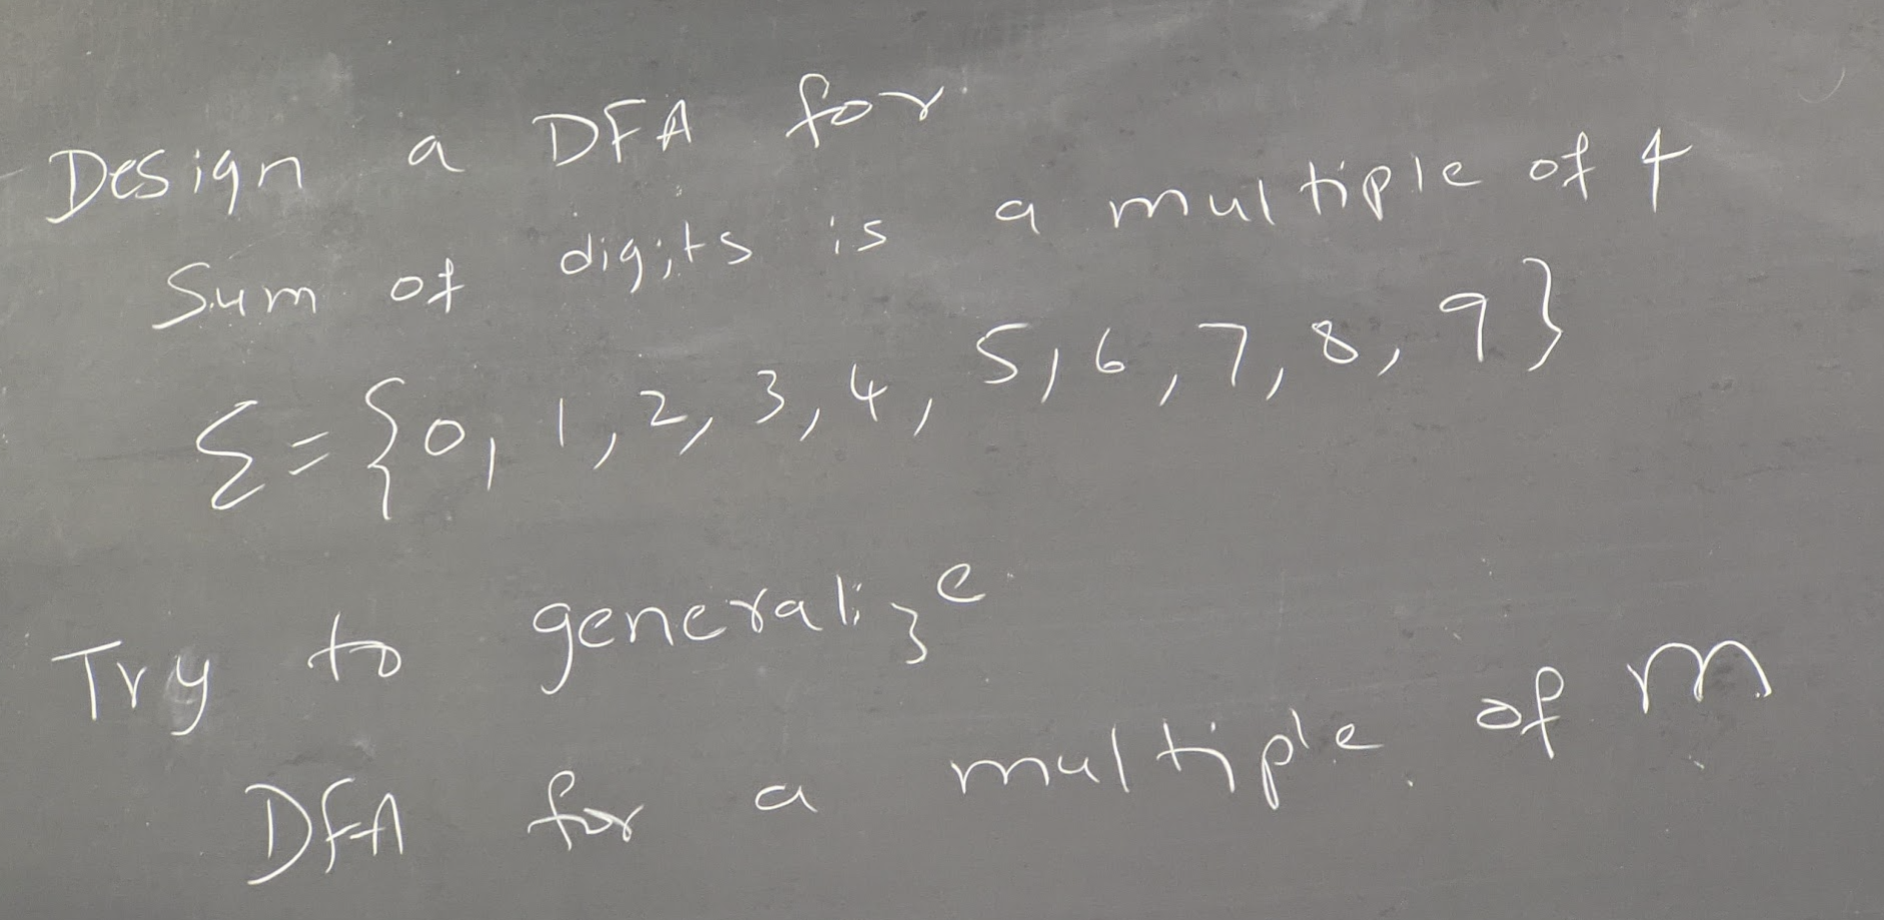 Design a DFA for
Sum of digits is a multiple of 4
Σ={0, 1, 2, 3, 4, 5, 6, 7, 8, 9}
Try to generalize
DFA for a multiple of m